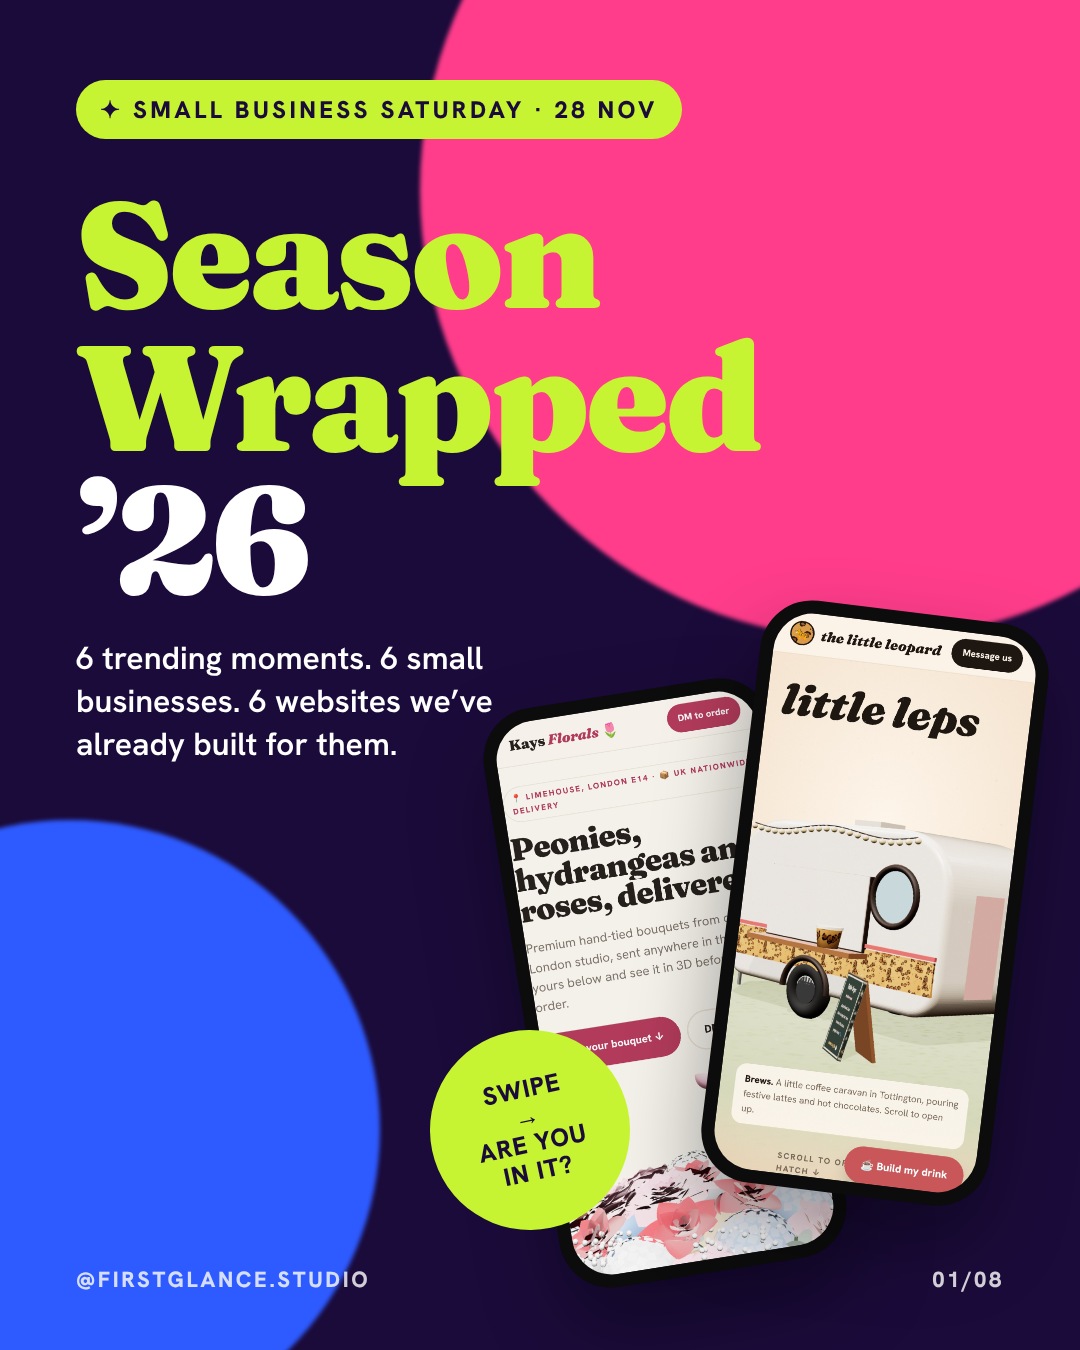 ✦ SMALL BUSINESS SATURDAY · 28 NOV
Season
Wrapped
’26
6 trending moments. 6 small
businesses. 6 websites we’ve
already built for them.
Kays Florals 🌷
DM to order
📍 LIMEHOUSE, LONDON E14 · 📦 UK NATIONWID
DELIVERY
Peonies,
hydrangeas an
roses, delivere
Premium hand-tied bouquets from
London studio, sent anywhere in th
yours below and see it in 3D befo
order.
your bouquet ↓
the little leopard
Message us
little leps
Brews. A little coffee caravan in Tottington, pouring
festive lattes and hot chocolates. Scroll to open
up.
SCROLL TO
HATCH ↓
☕ Build my drink
SWIPE
→
ARE YOU
IN IT?
@FIRSTGLANCE.STUDIO
01/08